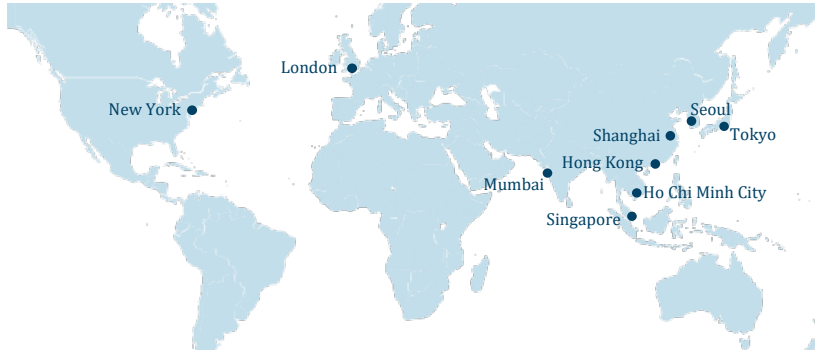 London
New York
Seoul
Shanghai
Tokyo
Hong Kong
Mumbai
Ho Chi Minh City
Singapore